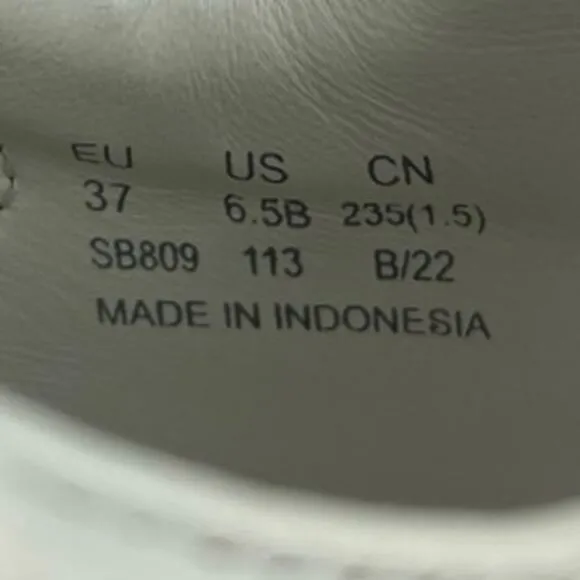 EU US CN
37 6.5B 235(1.5)
SB809 113 B/22
MADE IN INDONESIA